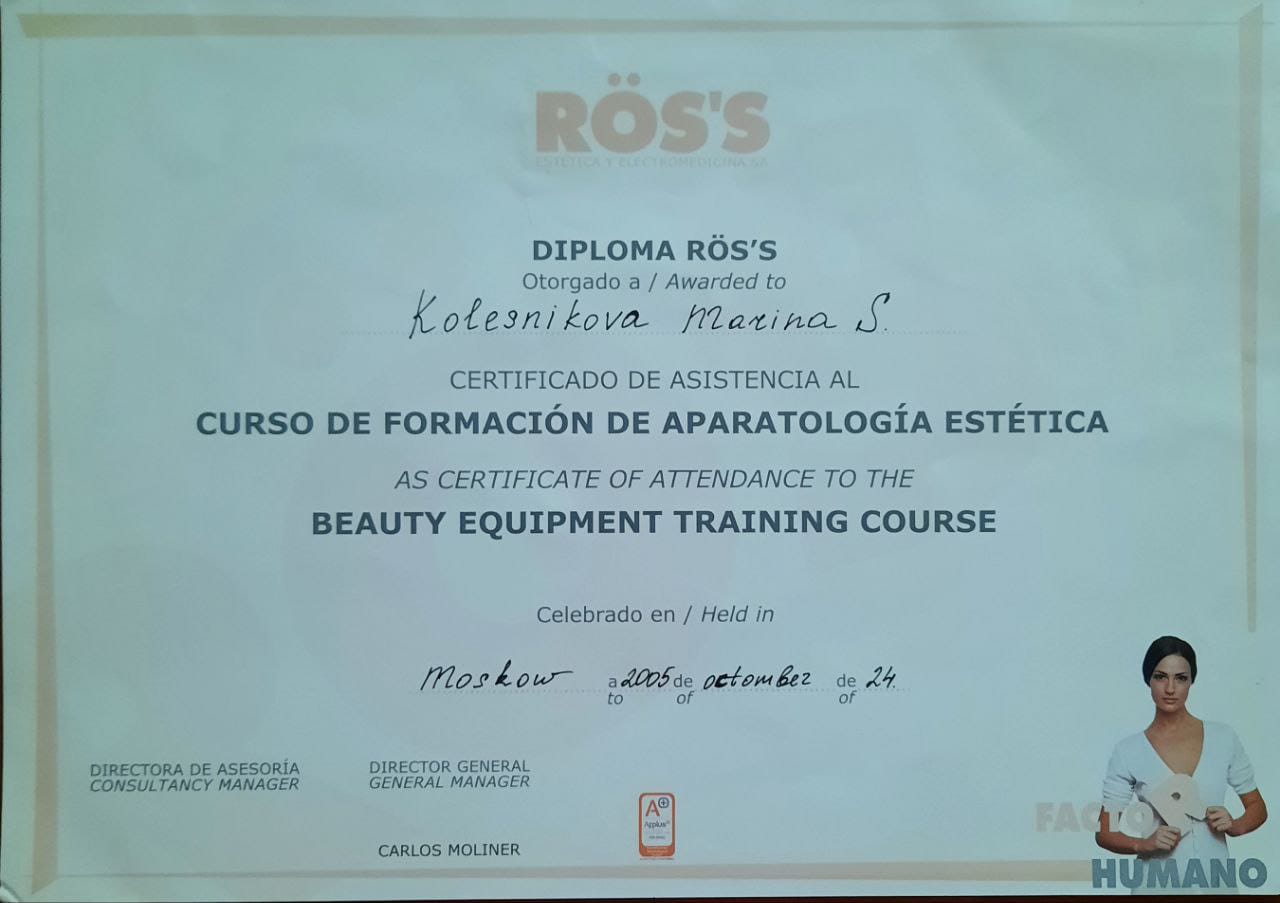 RÖS'S
ESTÉTICA Y ELECTROMEDICINA SA
DIPLOMA RÖS'S
Otorgado a / Awarded to
Kolesnikova Marina S.
CERTIFICADO DE ASISTENCIA AL
CURSO DE FORMACIÓN DE APARATOLOGÍA ESTÉTICA
AS CERTIFICATE OF ATTENDANCE TO THE
BEAUTY EQUIPMENT TRAINING COURSE
Celebrado en / Held in
Moskow a 2005 de octomber de 24.
to of of
DIRECTORA DE ASESORÍA
CONSULTANCY MANAGER
DIRECTOR GENERAL
GENERAL MANAGER
CARLOS MOLINER
A+
Applus+
FACTOR
HUMANO